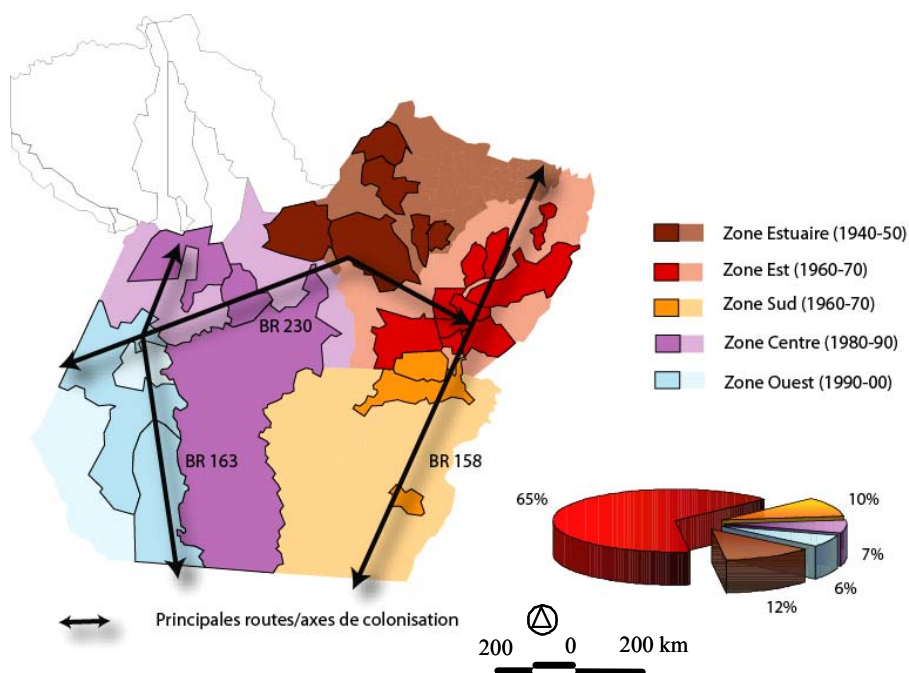 Zone Estuaire (1940-50)
Zone Est (1960-70)
Zone Sud (1960-70)
Zone Centre (1980-90)
Zone Ouest (1990-00)
BR 230
BR 163
BR 158
65%
10%
7%
6%
12%
Principales routes/axes de colonisation
200 0 200 km